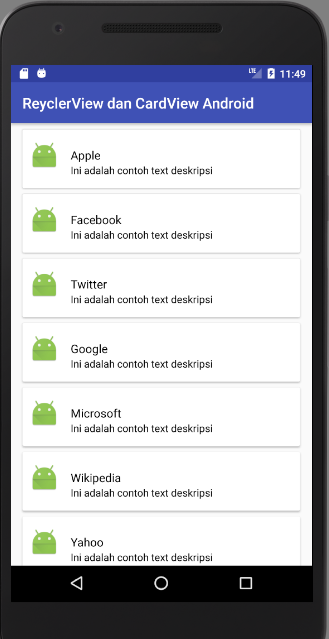 LTE 11:49
ReyclerView dan CardView Android
Apple
Ini adalah contoh text deskripsi
Facebook
Ini adalah contoh text deskripsi
Twitter
Ini adalah contoh text deskripsi
Google
Ini adalah contoh text deskripsi
Microsoft
Ini adalah contoh text deskripsi
Wikipedia
Ini adalah contoh text deskripsi
Yahoo
Ini adalah contoh text deskripsi